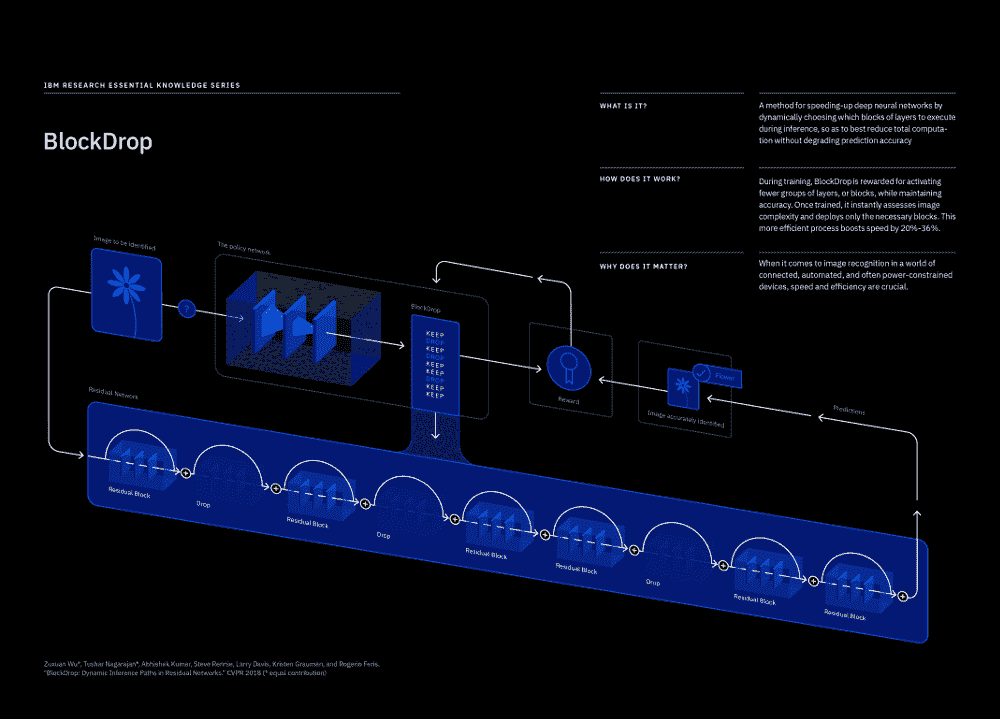 IBM RESEARCH ESSENTIAL KNOWLEDGE SERIES
BlockDrop
WHAT IS IT?
A method for speeding-up deep neural networks by
dynamically choosing which blocks of layers to execute
during inference, so as to best reduce total computa-
tion without degrading prediction accuracy
HOW DOES IT WORK?
During training, BlockDrop is rewarded for activating
fewer groups of layers, or blocks, while maintaining
accuracy. Once trained, it instantly assesses image
complexity and deploys only the necessary blocks. This
more efficient process boosts speed by 20%-36%.
WHY DOES IT MATTER?
When it comes to image recognition in a world of
connected, automated, and often power-constrained
devices, speed and efficiency are crucial.
Image to be identified
?
The policy network
BlockDrop
KEEP
DROP
KEEP
DROP
KEEP
KEEP
DROP
KEEP
KEEP
Reward
Flower
Image accurately identified
Predictions
Residual Network
Residual Block
Drop
Residual Block
Drop
Residual Block
Residual Block
Drop
Residual Block
Residual Block
Zuxuan Wu*, Tushar Nagarajan*, Abhishek Kumar, Steve Rennie, Larry Davis, Kristen Grauman, and Rogerio Feris.
"BlockDrop: Dynamic Inference Paths in Residual Networks." CVPR 2018 (* equal contribution)